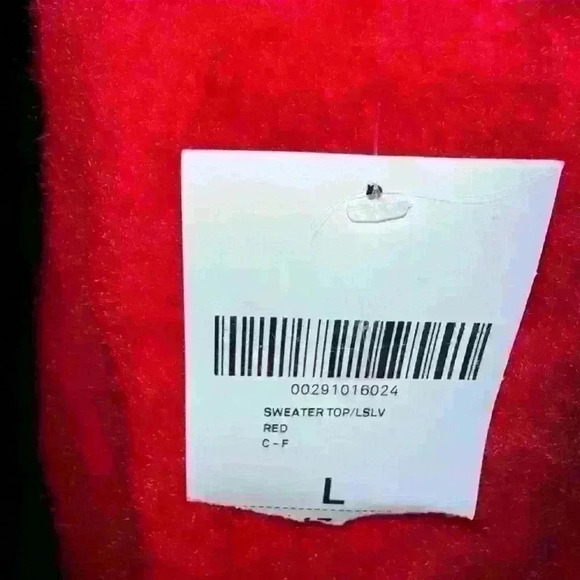 00291016024
SWEATER TOP/LSLV
RED
C-F
L